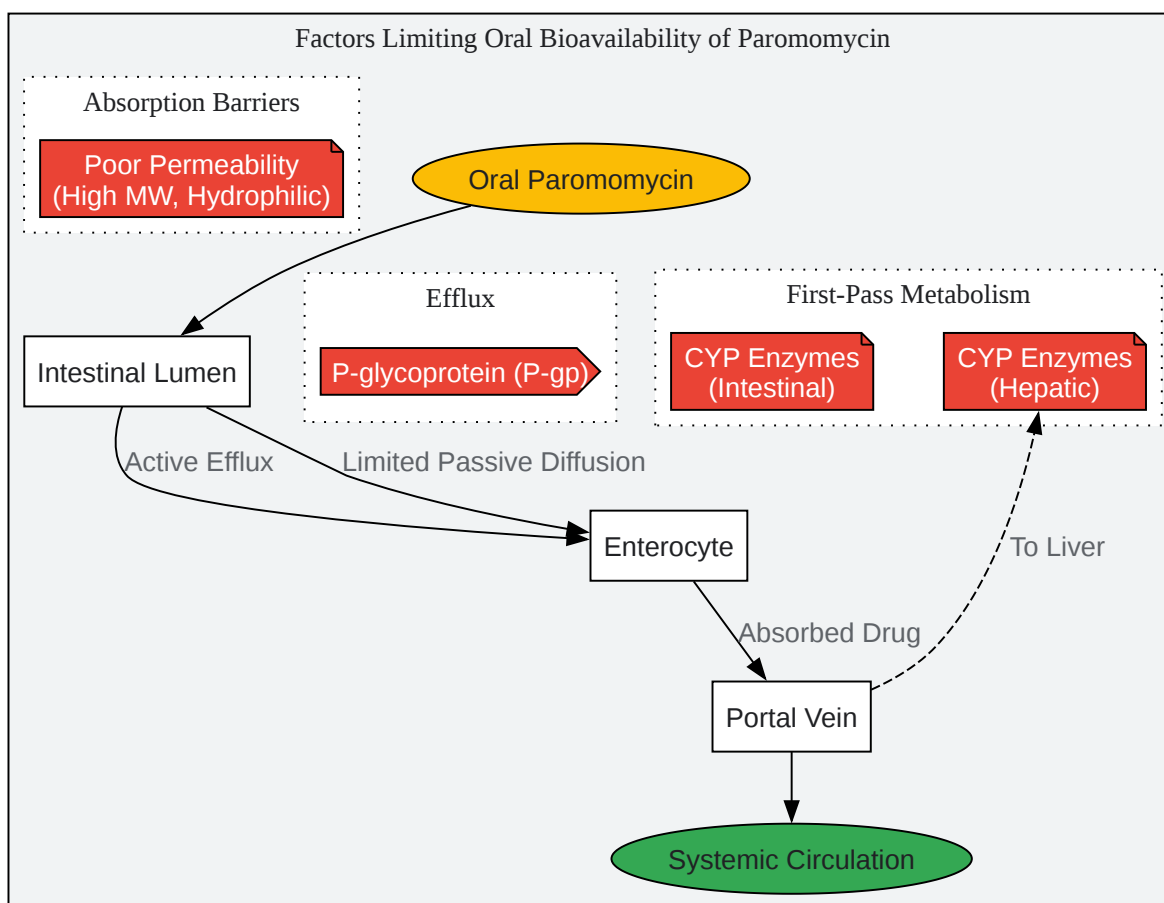 Factors Limiting Oral Bioavailability of Paromomycin
Absorption Barriers
Poor Permeability
(High MW, Hydrophilic)
Oral Paromomycin
Efflux
P-glycoprotein (P-gp)
First-Pass Metabolism
CYP Enzymes
(Intestinal)
CYP Enzymes
(Hepatic)
Intestinal Lumen
Active Efflux
Limited Passive Diffusion
Enterocyte
To Liver
Absorbed Drug
Portal Vein
Systemic Circulation